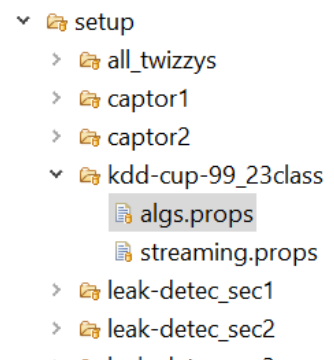 setup
all_twizzys
captor1
captor2
kdd-cup-99_23class
algs.props
streaming.props
leak-detec_sec1
leak-detec_sec2